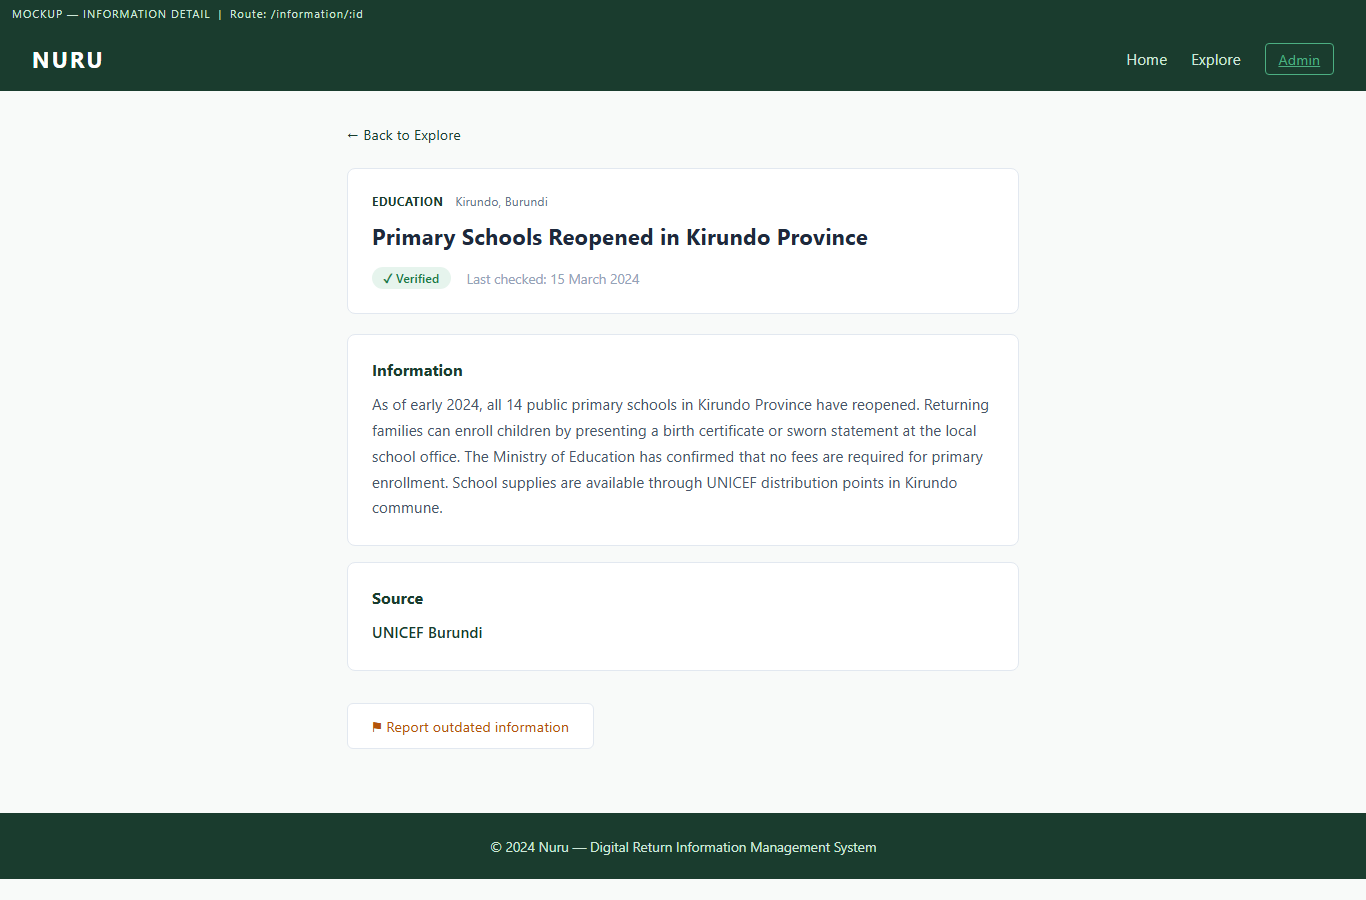 MOCKUP — INFORMATION DETAIL | Route: /information/:id
NURU
Home Explore Admin
← Back to Explore
EDUCATION Kirundo, Burundi
Primary Schools Reopened in Kirundo Province
✓ Verified Last checked: 15 March 2024
Information
As of early 2024, all 14 public primary schools in Kirundo Province have reopened. Returning
families can enroll children by presenting a birth certificate or sworn statement at the local
school office. The Ministry of Education has confirmed that no fees are required for primary
enrollment. School supplies are available through UNICEF distribution points in Kirundo
commune.
Source
UNICEF Burundi
⚑ Report outdated information
© 2024 Nuru — Digital Return Information Management System